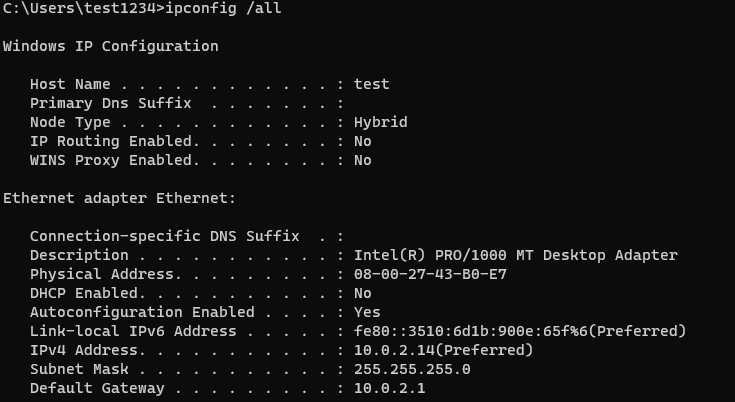 C:\Users\test1234>ipconfig /all
Windows IP Configuration
Host Name . . . . . . . . . . . . : test
Primary Dns Suffix  . . . . . . . :
Node Type . . . . . . . . . . . . : Hybrid
IP Routing Enabled. . . . . . . . : No
WINS Proxy Enabled. . . . . . . . : No
Ethernet adapter Ethernet:
Connection-specific DNS Suffix  . :
Description . . . . . . . . . . . : Intel(R) PRO/1000 MT Desktop Adapter
Physical Address. . . . . . . . . : 08-00-27-43-B0-E7
DHCP Enabled. . . . . . . . . . . : No
Autoconfiguration Enabled . . . . : Yes
Link-local IPv6 Address . . . . . : fe80::3510:6d1b:900e:65f%6(Preferred)
IPv4 Address. . . . . . . . . . . : 10.0.2.14(Preferred)
Subnet Mask . . . . . . . . . . . : 255.255.255.0
Default Gateway . . . . . . . . . : 10.0.2.1